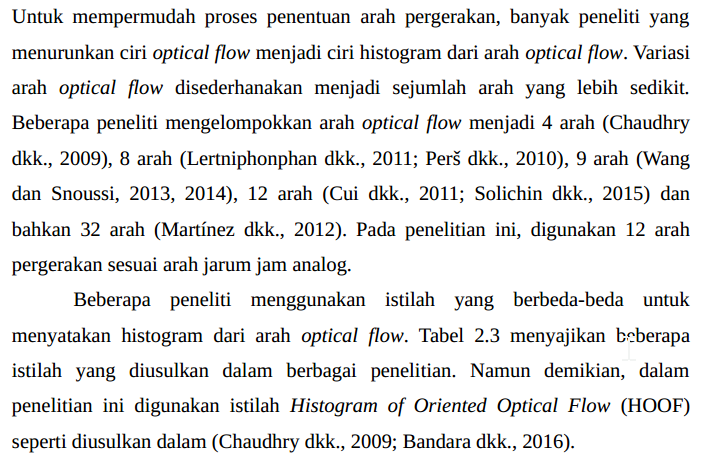 Untuk mempermudah proses penentuan arah pergerakan, banyak peneliti yang
menurunkan ciri optical flow menjadi ciri histogram dari arah optical flow. Variasi
arah optical flow disederhanakan menjadi sejumlah arah yang lebih sedikit.
Beberapa peneliti mengelompokkan arah optical flow menjadi 4 arah (Chaudhry
dkk., 2009), 8 arah (Lertniphonphan dkk., 2011; Perš dkk., 2010), 9 arah (Wang
dan Snoussi, 2013, 2014), 12 arah (Cui dkk., 2011; Solichin dkk., 2015) dan
bahkan 32 arah (Martínez dkk., 2012). Pada penelitian ini, digunakan 12 arah
pergerakan sesuai arah jarum jam analog.
Beberapa peneliti menggunakan istilah yang berbeda-beda untuk
menyatakan histogram dari arah optical flow. Tabel 2.3 menyajikan beberapa
istilah yang diusulkan dalam berbagai penelitian. Namun demikian, dalam
penelitian ini digunakan istilah Histogram of Oriented Optical Flow (HOOF)
seperti diusulkan dalam (Chaudhry dkk., 2009; Bandara dkk., 2016).